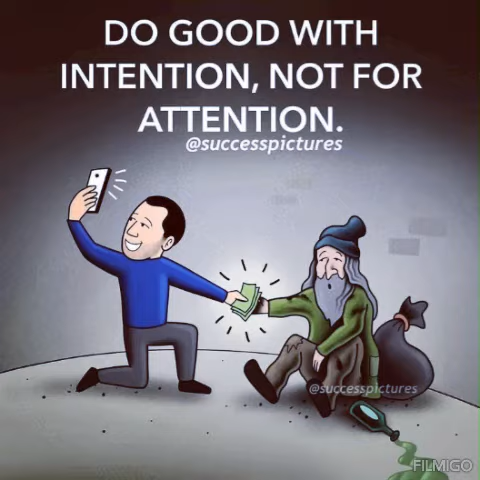 DO GOOD WITH
INTENTION, NOT FOR
ATTENTION.
@successpictures
@successpictures
FILMIGO